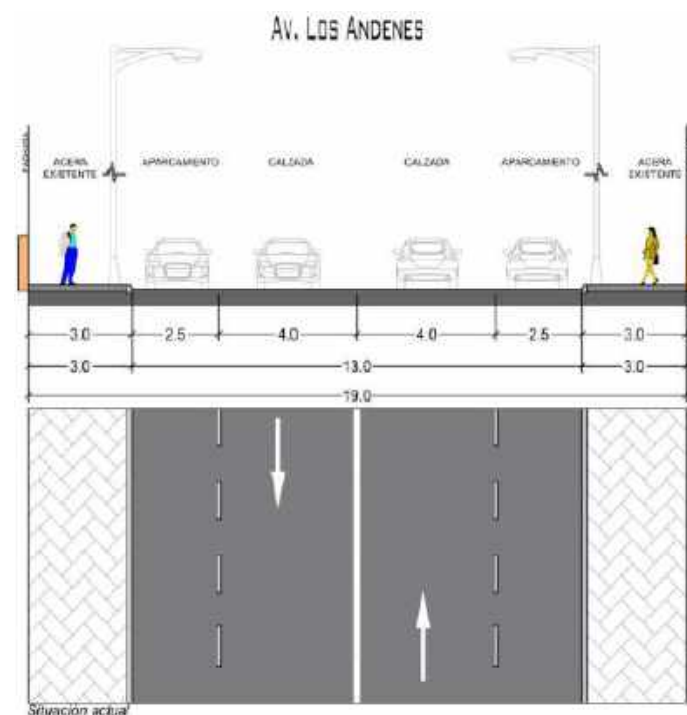 Av. Los Andenes
FACHADA
ACERA EXISTENTE
APARCAMIENTO
CALZADA
CALZADA
APARCAMIENTO
ACERA EXISTENTE
3.0 2.5 4.0 4.0 2.5 3.0
3.0 13.0 3.0
19.0
Situación actual